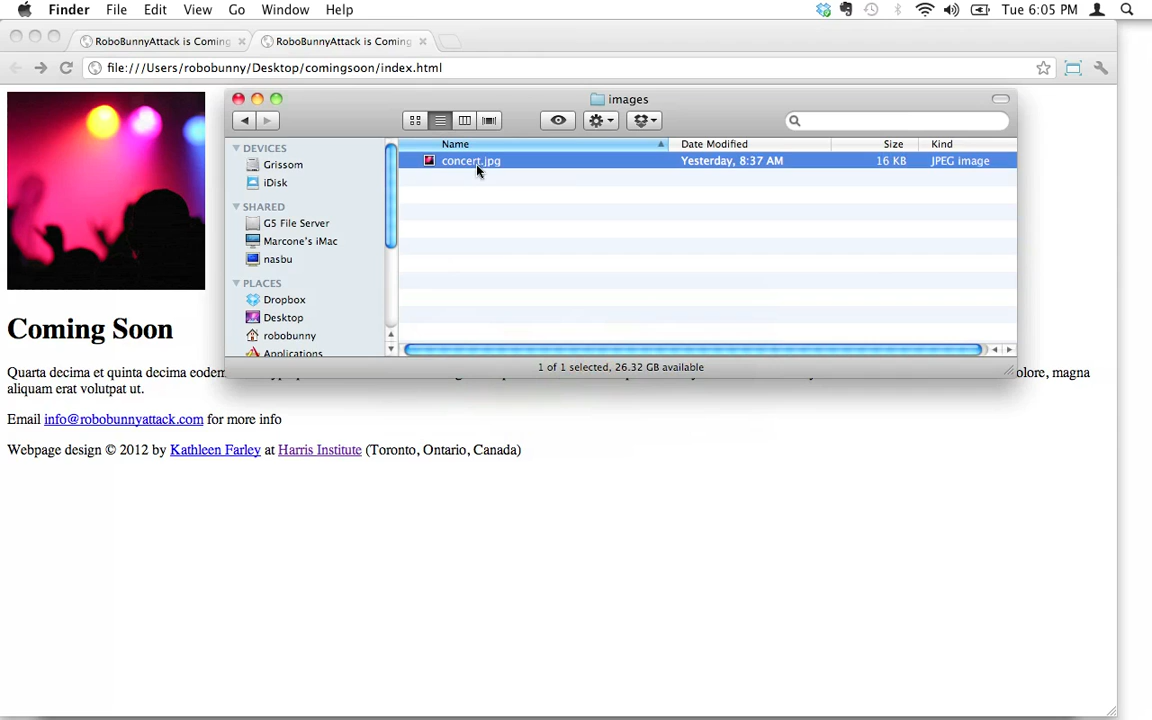 Finder File Edit View Go Window Help Tue 6:05 PM
RoboBunnyAttack is Coming RoboBunnyAttack is Coming
file:///Users/robobunny/Desktop/comingsoon/index.html
images
Name Date Modified Size Kind
concert.jpg Yesterday, 8:37 AM 16 KB JPEG image
DEVICES
Grissom
iDisk
SHARED
G5 File Server
Marcone's iMac
nasbu
PLACES
Dropbox
Desktop
robobunny
Applications
1 of 1 selected, 26.32 GB available
Coming Soon
Quarta decima et quinta decima eodem olore, magna
aliquam erat volutpat ut.
Email info@robobunnyattack.com for more info
Webpage design © 2012 by Kathleen Farley at Harris Institute (Toronto, Ontario, Canada)